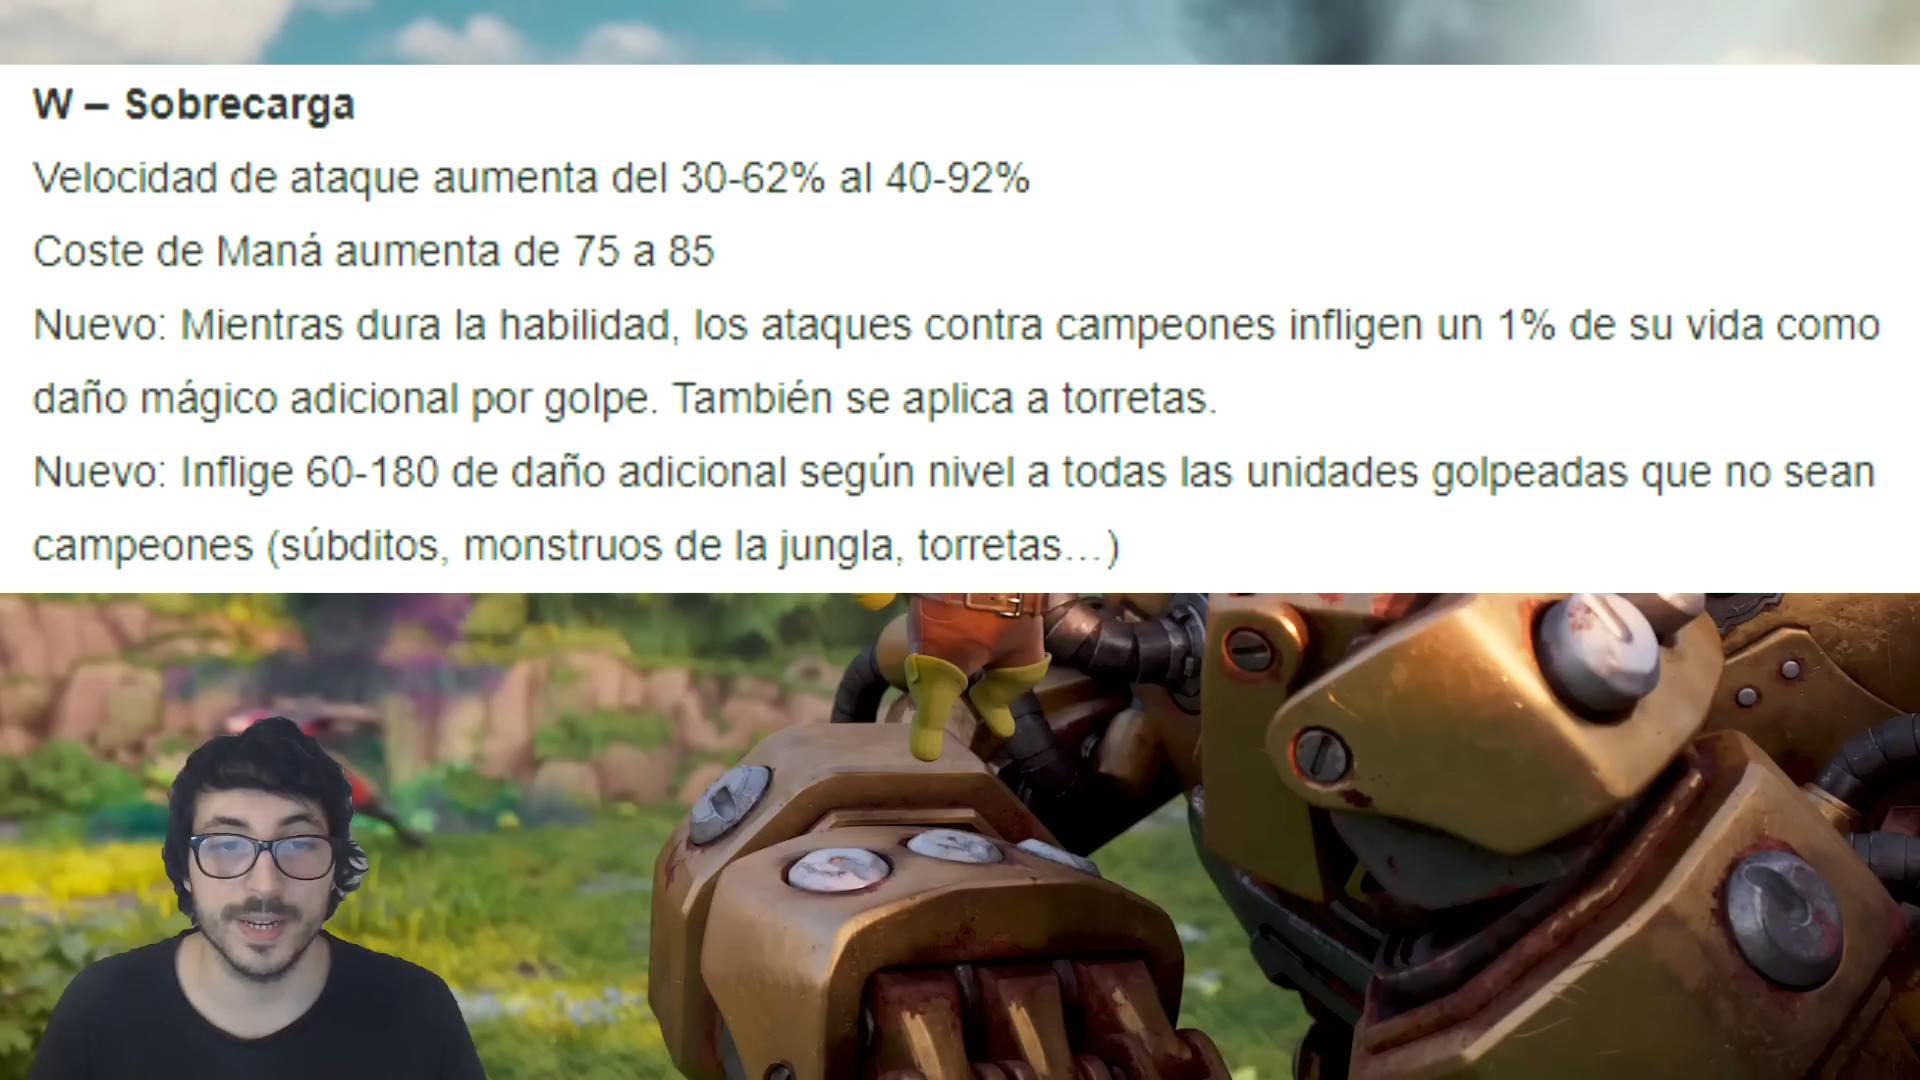 W – Sobrecarga
Velocidad de ataque aumenta del 30-62% al 40-92%
Coste de Maná aumenta de 75 a 85
Nuevo: Mientras dura la habilidad, los ataques contra campeones infligen un 1% de su vida como
daño mágico adicional por golpe. También se aplica a torretas.
Nuevo: Inflige 60-180 de daño adicional según nivel a todas las unidades golpeadas que no sean
campeones (súbditos, monstruos de la jungla, torretas…)